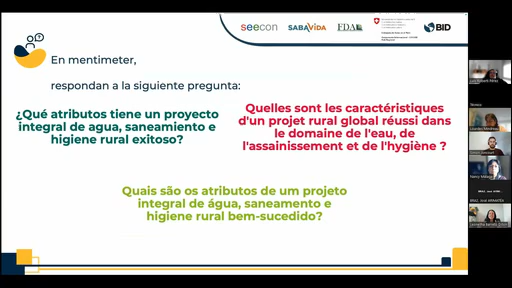 seecon
SABAVIDA
FDAL
BID
En mentimeter,
respondan a la siguiente pregunta:
¿Qué atributos tiene un proyecto
integral de agua, saneamiento e
higiene rural exitoso?
Quelles sont les caractéristiques
d'un projet rural global réussi dans
le domaine de l'eau, de
l'assainissement et de l'hygiène ?
Quais são os atributos de um projeto
integral de água, saneamento e
higiene rural bem-sucedido?